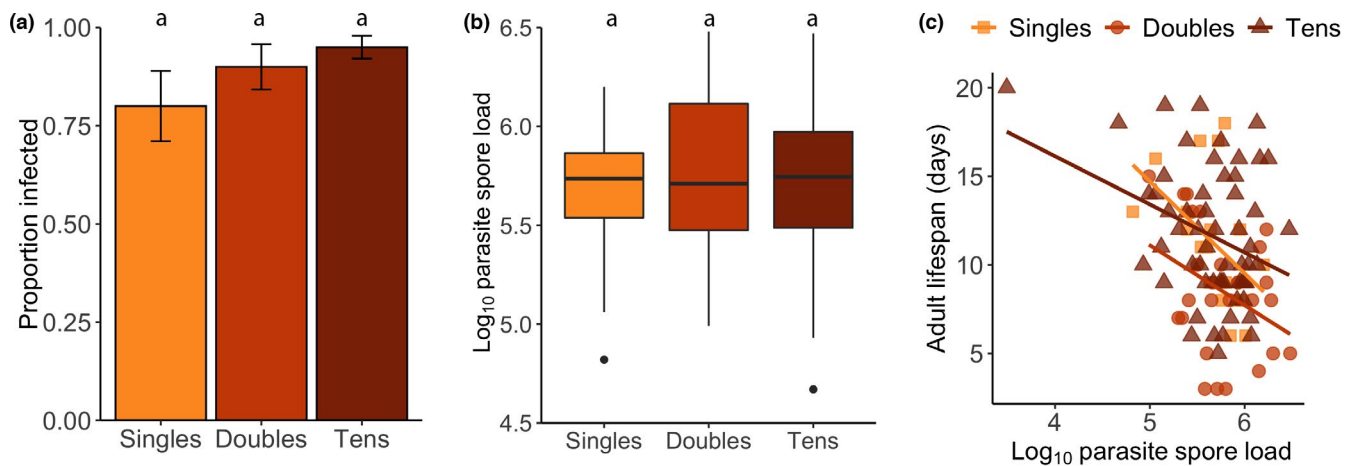 (a)
a
a
a
1.00
0.75
0.50
0.25
0.00
Proportion infected
Singles
Doubles
Tens
(b)
a
a
a
6.5
6.0
5.5
5.0
4.5
Log₁₀ parasite spore load
Singles
Doubles
Tens
(c)
Singles
Doubles
Tens
20
15
10
5
Adult lifespan (days)
4
5
6
Log₁₀ parasite spore load